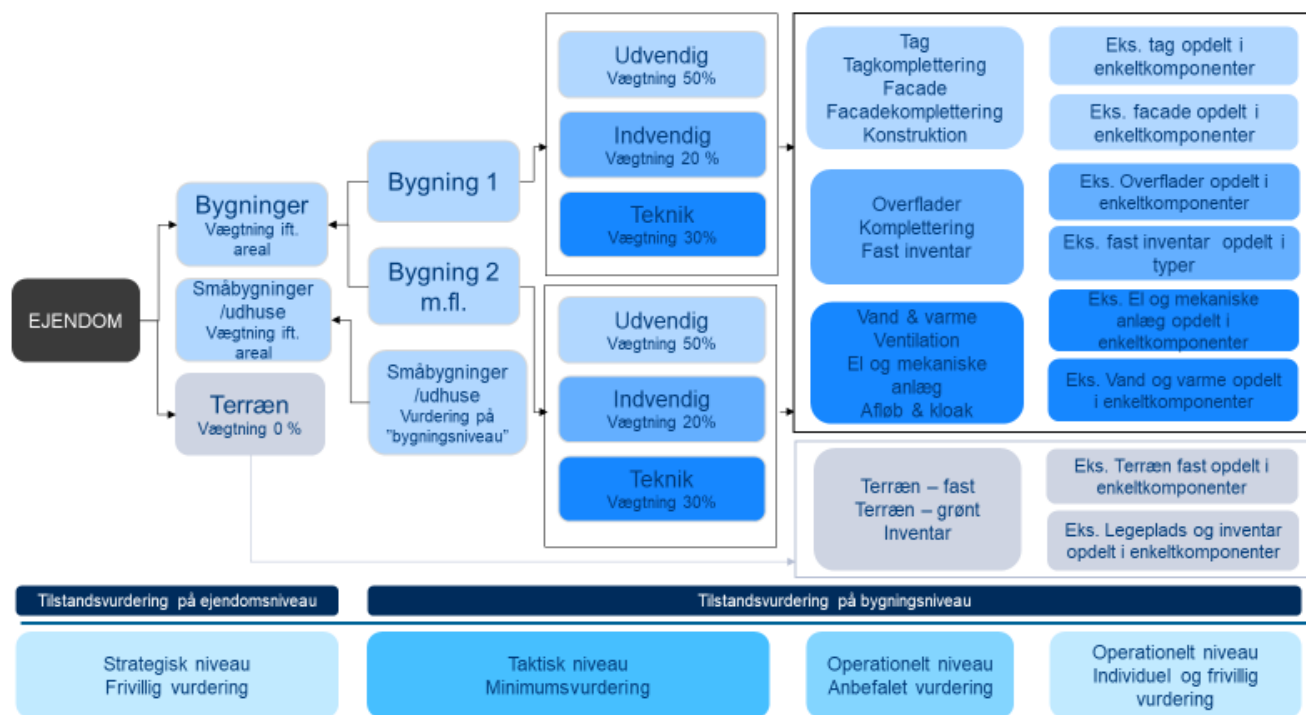 EJENDOM
Bygninger
Vægtning ift.
areal
Småbygninger
/udhuse
Vægtning ift.
areal
Terræn
Vægtning 0 %
Bygning 1
Bygning 2
m.fl.
Småbygninger
/udhuse
Vurdering på
”bygningsniveau”
Udvendig
Vægtning 50%
Indvendig
Vægtning 20 %
Teknik
Vægtning 30%
Udvendig
Vægtning 50%
Indvendig
Vægtning 20%
Teknik
Vægtning 30%
Tag
Tagkomplettering
Facade
Facadekomplettering
Konstruktion
Overflader
Komplettering
Fast inventar
Vand & varme
Ventilation
El og mekaniske
anlæg
Afløb & kloak
Terræn – fast
Terræn – grønt
Inventar
Eks. tag opdelt i
enkeltkomponenter
Eks. facade opdelt i
enkeltkomponenter
Eks. Overflader opdelt i
enkeltkomponenter
Eks. fast inventar opdelt i
typer
Eks. El og mekaniske
anlæg opdelt i
enkeltkomponenter
Eks. Vand og varme opdelt
i enkeltkomponenter
Eks. Terræn fast opdelt i
enkeltkomponenter
Eks. Legeplads og inventar
opdelt i enkeltkomponenter
Tilstandsvurdering på ejendomsniveau
Tilstandsvurdering på bygningsniveau
Strategisk niveau
Frivillig vurdering
Taktisk niveau
Minimumsvurdering
Operationelt niveau
Anbefalet vurdering
Operationelt niveau
Individuel og frivillig
vurdering